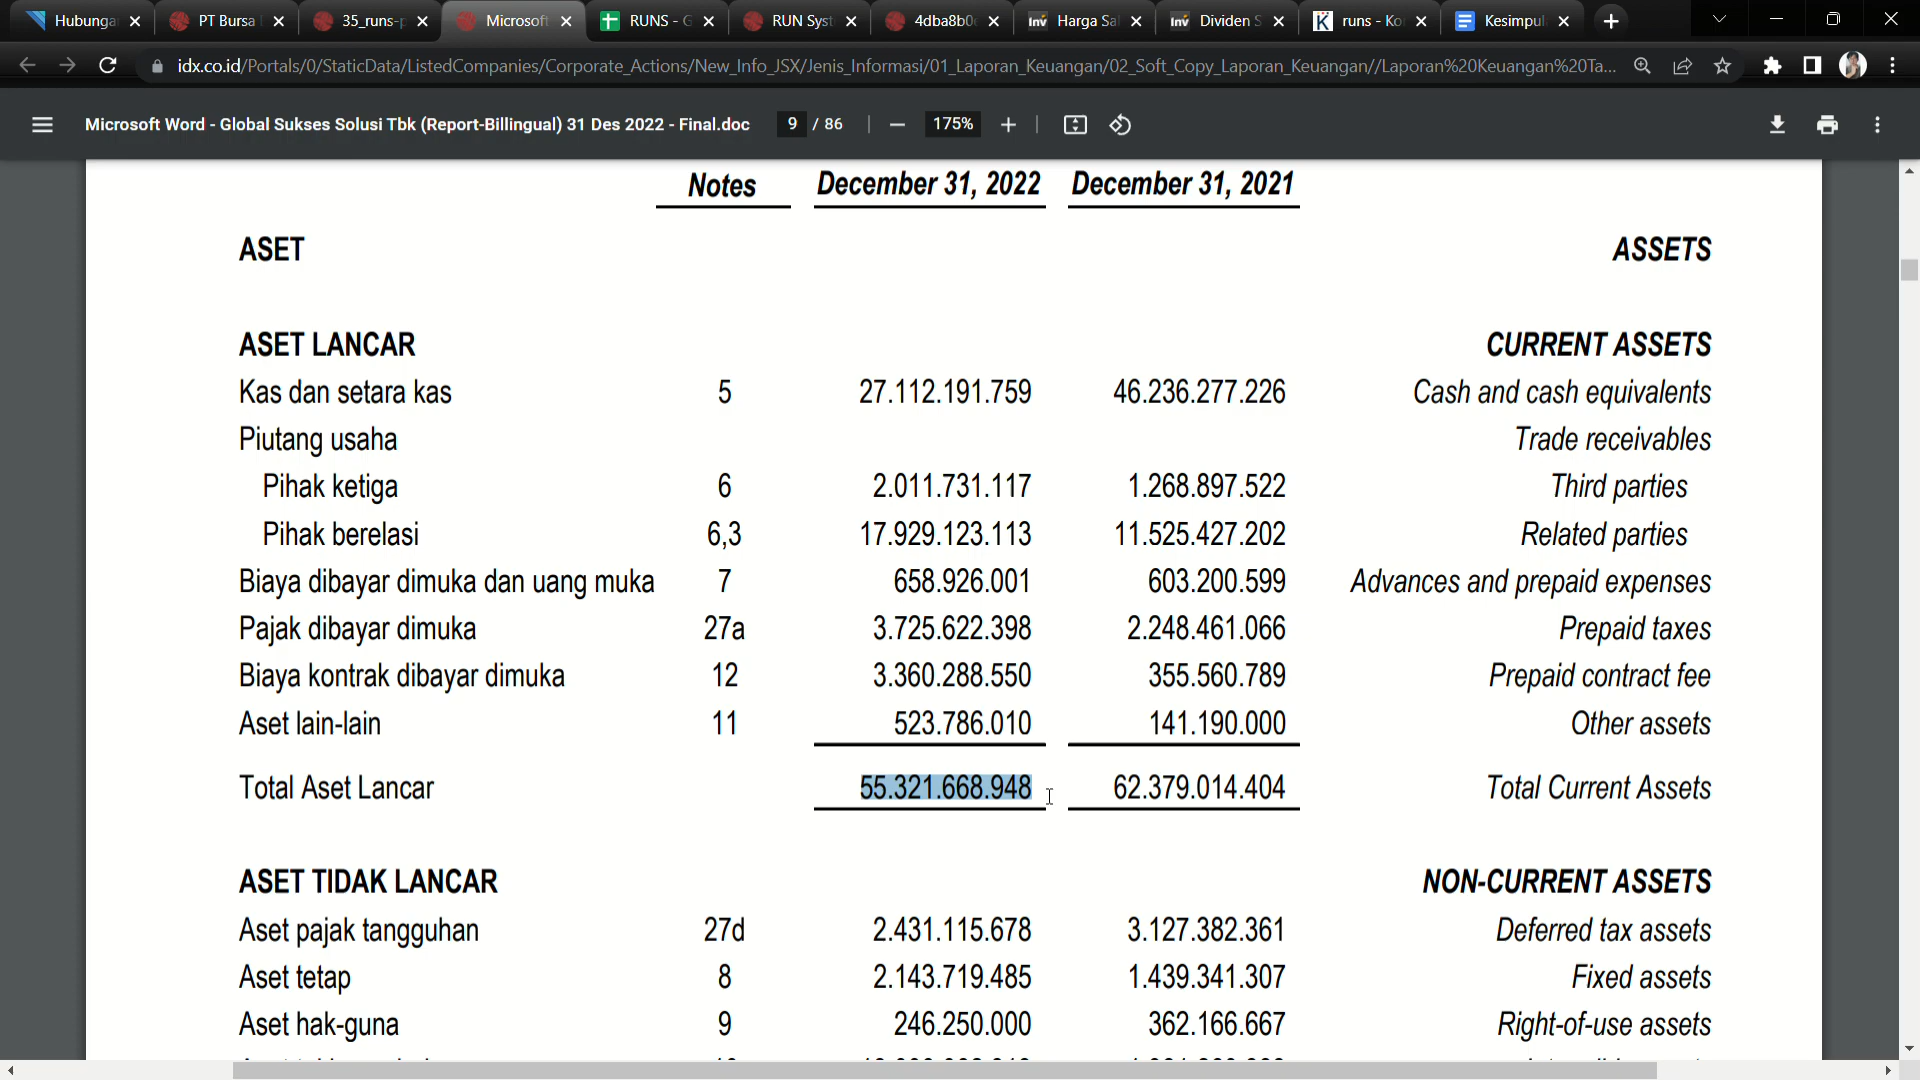 Hubunga PT Bursa 35_runs-p Microsoft RUNS - G RUN Syst 4dba8b0 Harga Sa Dividen S runs - Ko Kesimpul
idx.co.id/Portals/0/StaticData/ListedCompanies/Corporate_Actions/New_Info_JSX/Jenis_Informasi/01_Laporan_Keuangan/02_Soft_Copy_Laporan_Keuangan//Laporan%20Keuangan%20Ta...
Microsoft Word - Global Sukses Solusi Tbk (Report-Billingual) 31 Des 2022 - Final.doc 9 / 86 175%
Notes December 31, 2022 December 31, 2021
ASET ASSETS
ASET LANCAR CURRENT ASSETS
Kas dan setara kas 5 27.112.191.759 46.236.277.226 Cash and cash equivalents
Piutang usaha Trade receivables
Pihak ketiga 6 2.011.731.117 1.268.897.522 Third parties
Pihak berelasi 6,3 17.929.123.113 11.525.427.202 Related parties
Biaya dibayar dimuka dan uang muka 7 658.926.001 603.200.599 Advances and prepaid expenses
Pajak dibayar dimuka 27a 3.725.622.398 2.248.461.066 Prepaid taxes
Biaya kontrak dibayar dimuka 12 3.360.288.550 355.560.789 Prepaid contract fee
Aset lain-lain 11 523.786.010 141.190.000 Other assets
Total Aset Lancar 55.321.668.948 62.379.014.404 Total Current Assets
ASET TIDAK LANCAR NON-CURRENT ASSETS
Aset pajak tangguhan 27d 2.431.115.678 3.127.382.361 Deferred tax assets
Aset tetap 8 2.143.719.485 1.439.341.307 Fixed assets
Aset hak-guna 9 246.250.000 362.166.667 Right-of-use assets